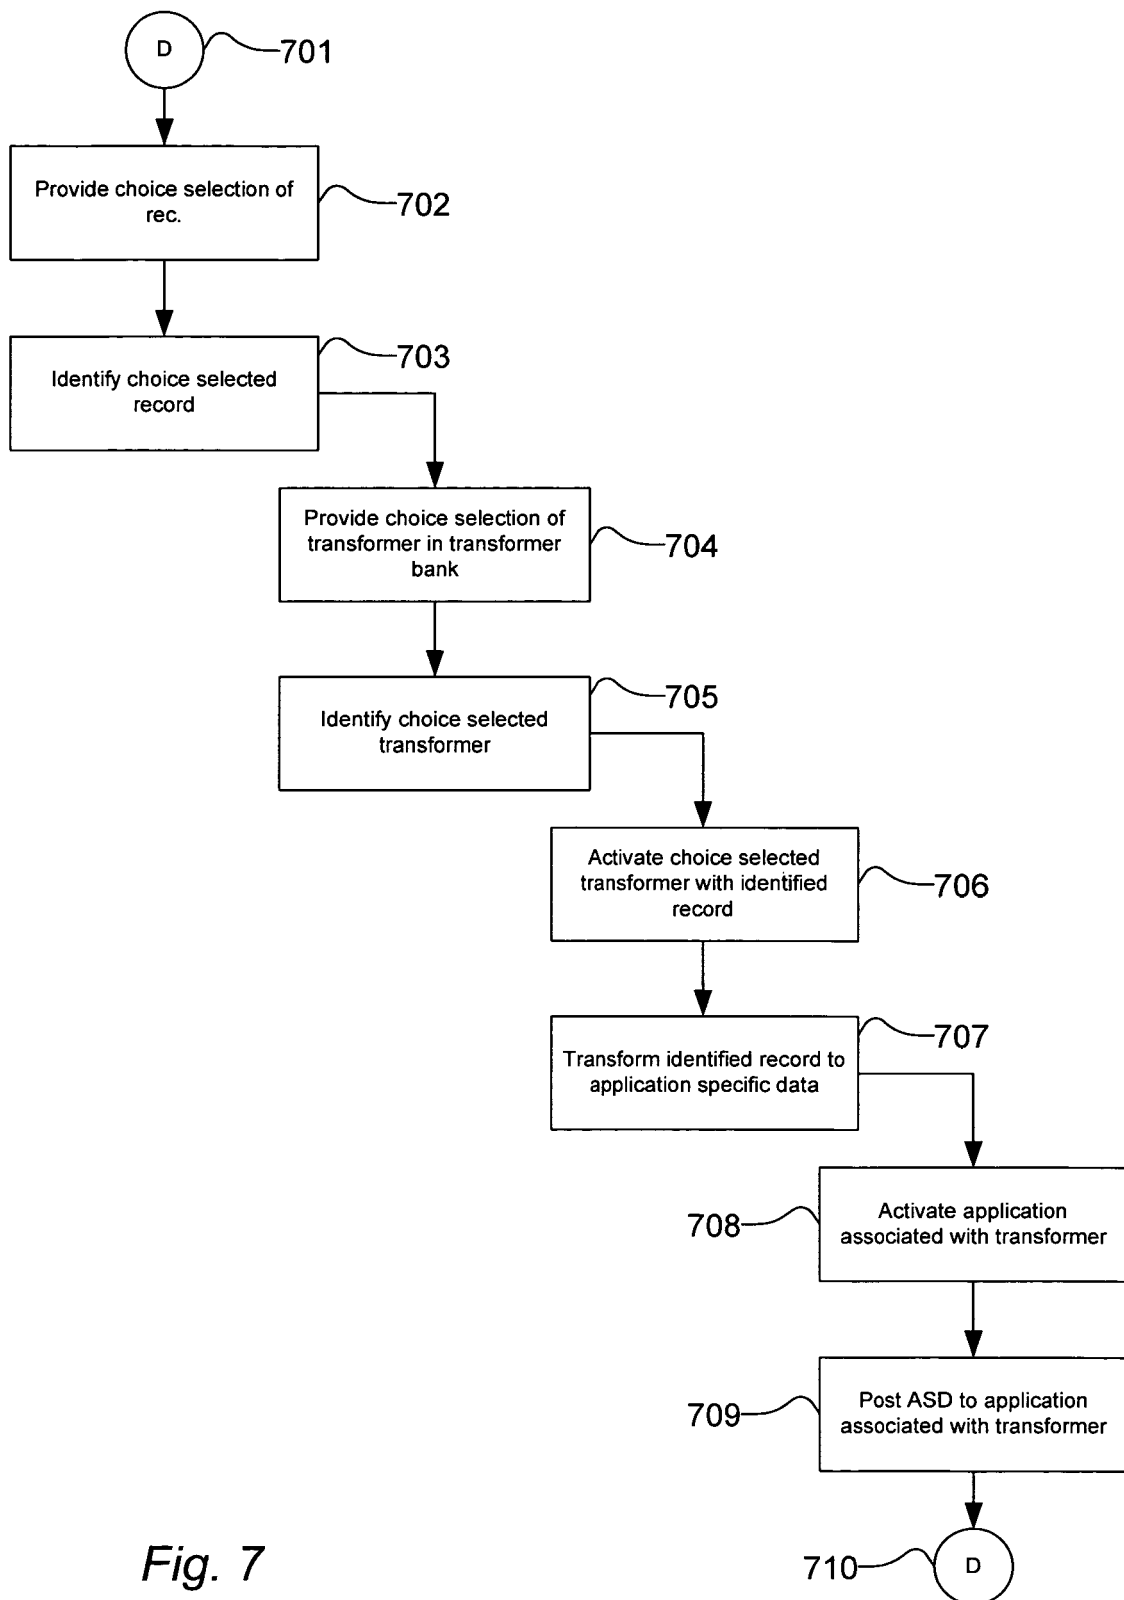 D
701
Provide choice selection of
rec.
702
Identify choice selected
record
703
Provide choice selection of
transformer in transformer
bank
704
Identify choice selected
transformer
705
Activate choice selected
transformer with identified
record
706
Transform identified record to
application specific data
707
708
Activate application
associated with transformer
709
Post ASD to application
associated with transformer
710
D
Fig. 7